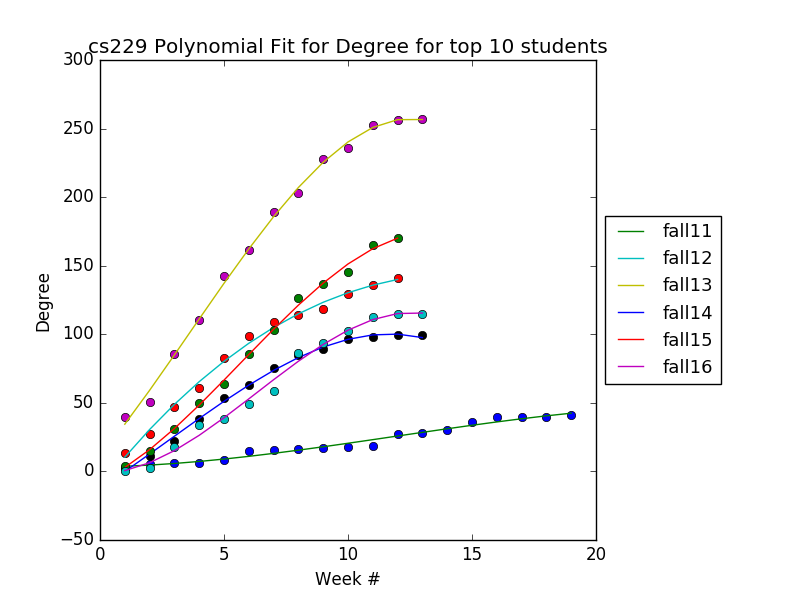 cs229 Polynomial Fit for Degree for top 10 students
300
250
200
150
100
50
0
−50
0 5 10 15 20
Degree
Week #
fall11
fall12
fall13
fall14
fall15
fall16